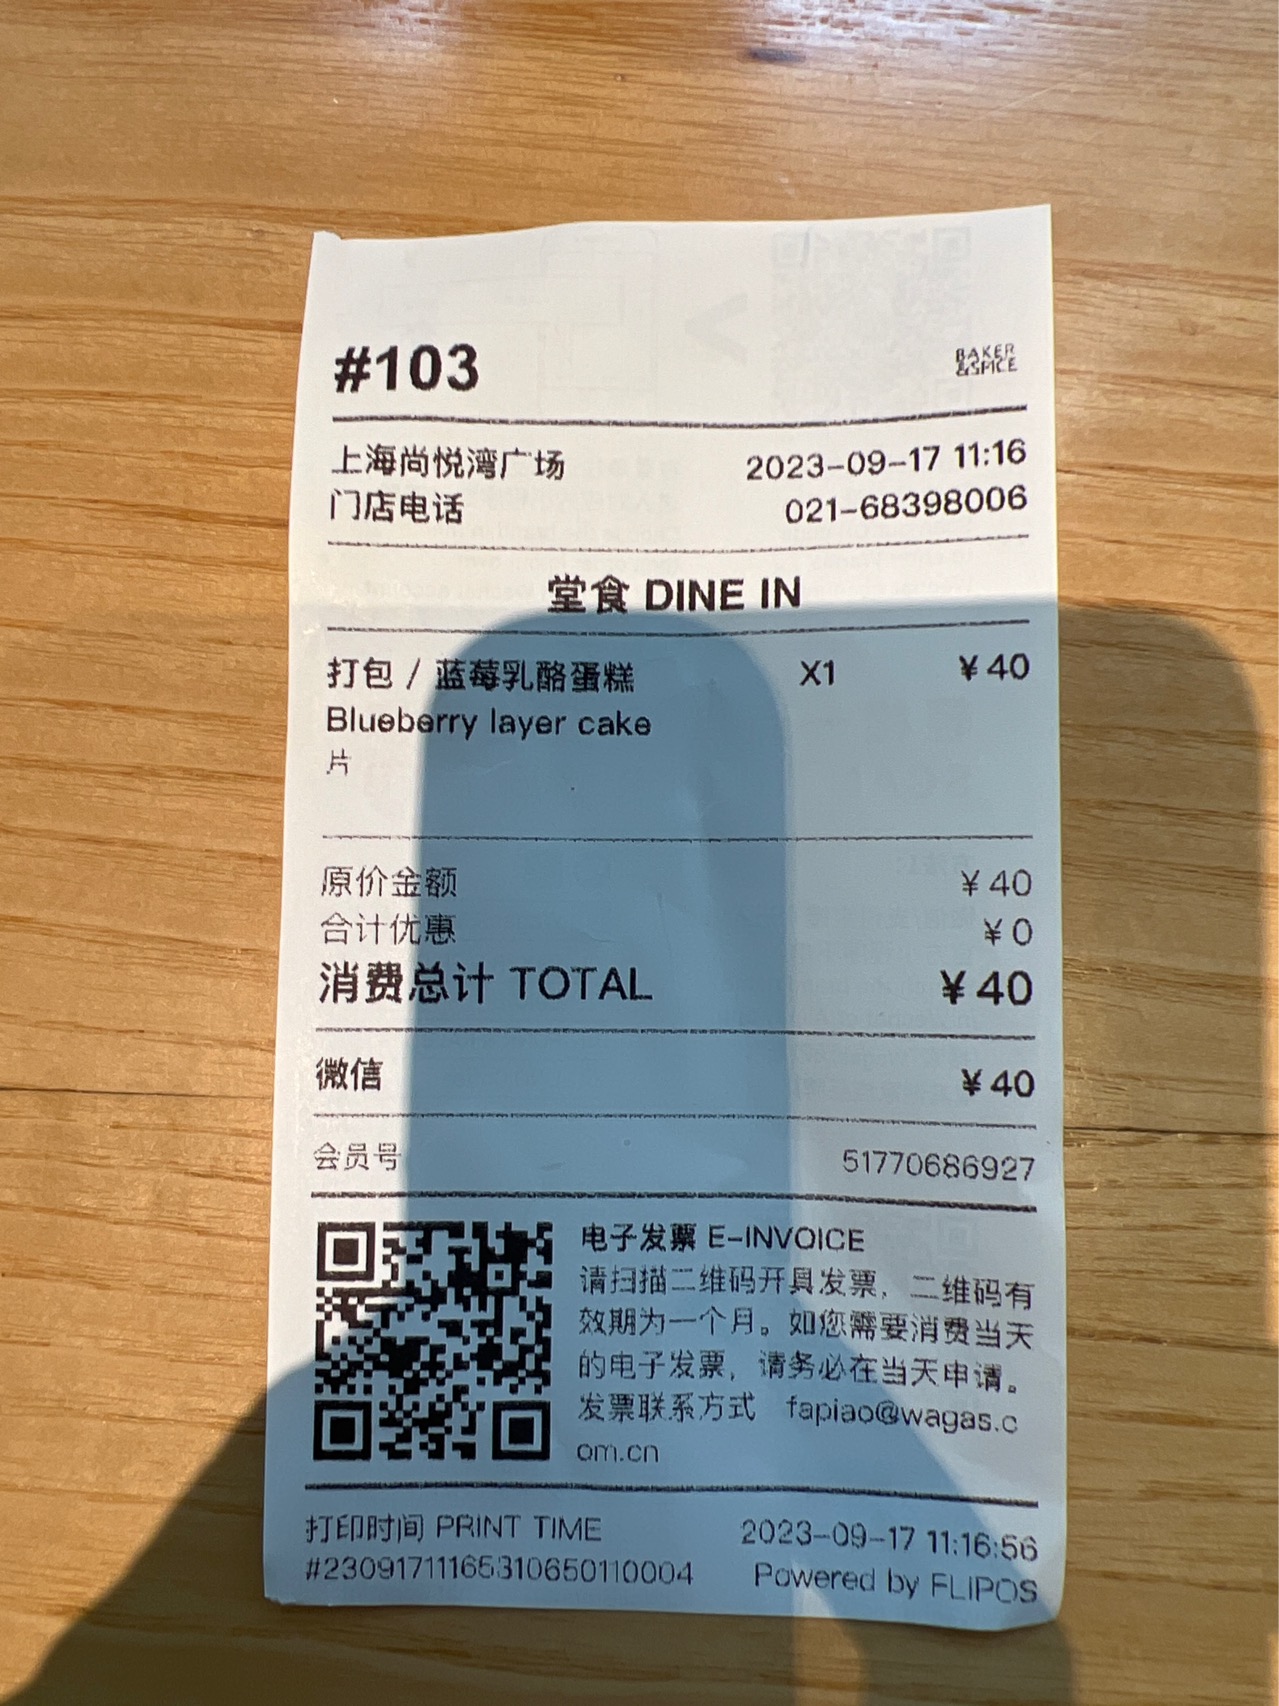 #103
BAKER
&SPICE
上海尚悦湾广场 2023-09-17 11:16
门店电话 021-68398006
堂食 DINE IN
打包 / 蓝莓乳酪蛋糕 X1 ¥40
Blueberry layer cake
片
原价金额 ¥40
合计优惠 ¥0
消费总计 TOTAL ¥40
微信 ¥40
会员号 51770686927
电子发票 E-INVOICE
请扫描二维码开具发票，二维码有
效期为一个月。如您需要消费当天
的电子发票，请务必在当天申请。
发票联系方式 fapiao@wagas.c
om.cn
打印时间 PRINT TIME 2023-09-17 11:16:56
#23091711165310650110004 Powered by FLIPOS